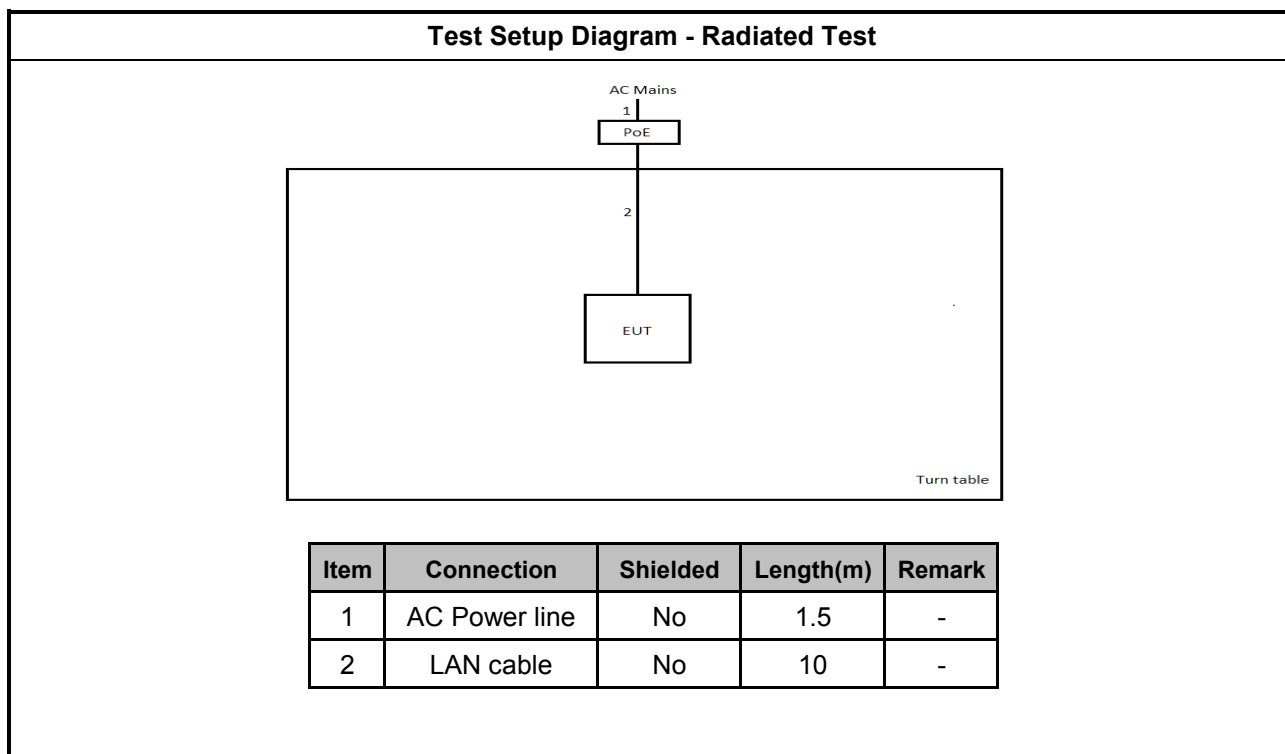 Test Setup Diagram - Radiated Test
AC Mains
1
PoE
2
EUT
Turn table
Item Connection Shielded Length(m) Remark
1 AC Power line No 1.5 -
2 LAN cable No 10 -